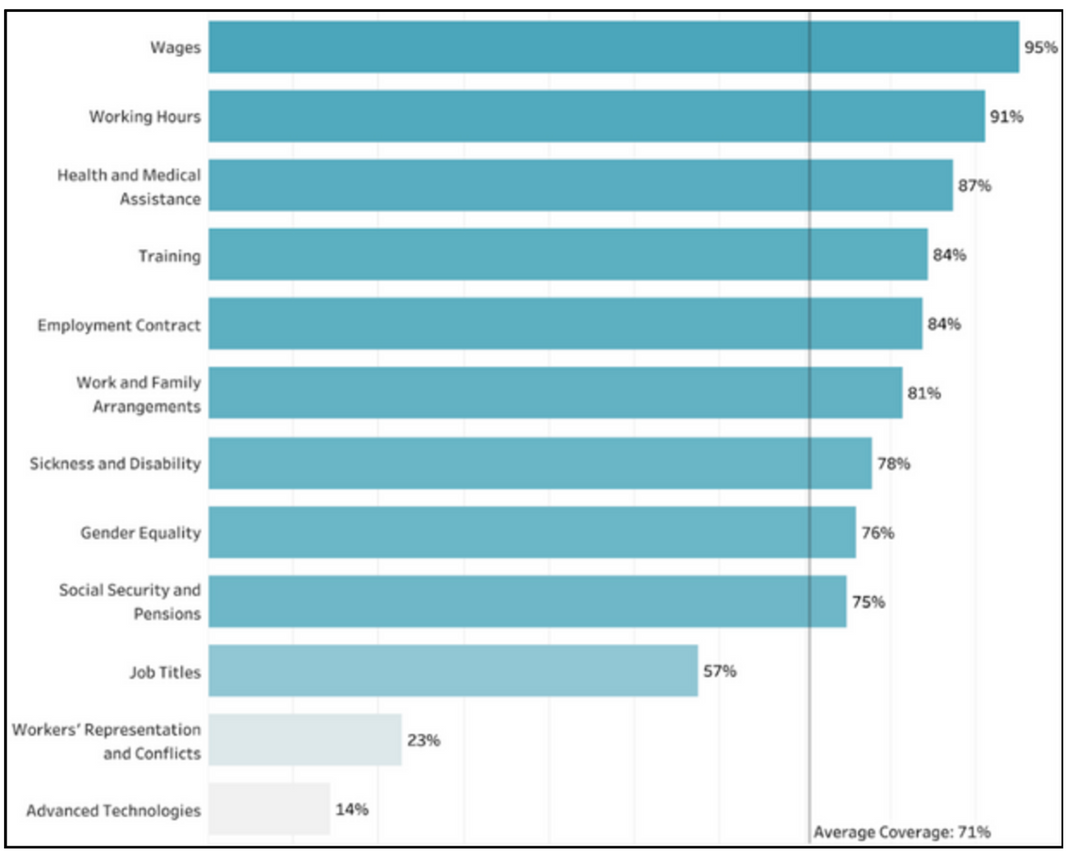 Wages
95%
Working Hours
91%
Health and Medical
Assistance
87%
Training
84%
Employment Contract
84%
Work and Family
Arrangements
81%
Sickness and Disability
78%
Gender Equality
76%
Social Security and
Pensions
75%
Job Titles
57%
Workers' Representation
and Conflicts
23%
Advanced Technologies
14%
Average Coverage: 71%